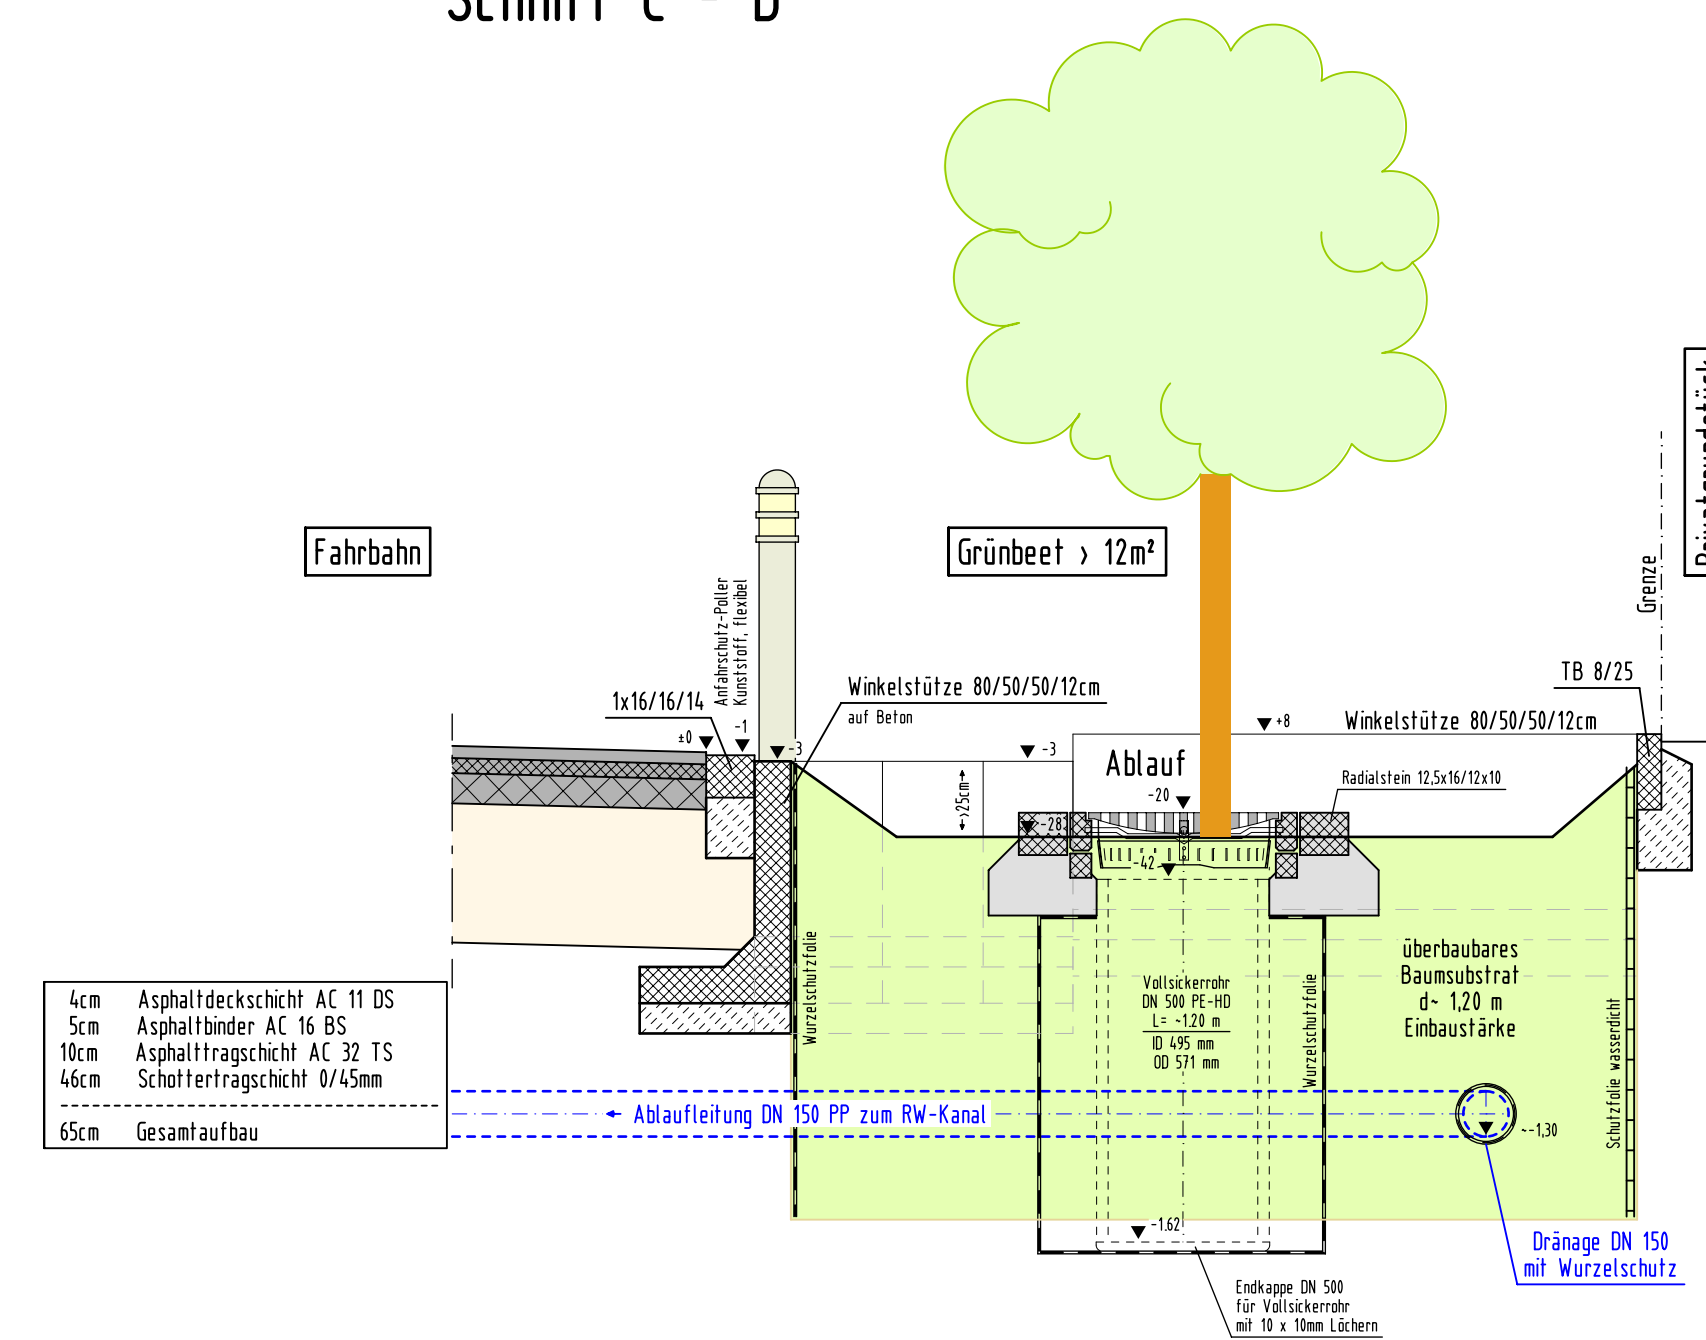 Schnitt C - D
Privatgrundstück
Fahrbahn
Grünbeet > 12m²
Grenze
Anfahrschutz-Poller
Kunststoff, flexibel
TB 8/25
Winkelstütze 80/50/50/12cm
auf Beton
1x16/16/14
±0
-1
-3
-3
+8
Winkelstütze 80/50/50/12cm
Ablauf
>25cm
-20
Radialstein 12,5x16/12x10
-28
-42
Wurzelschutzfolie
Vollsickerrohr
DN 500 PE-HD
L= ~1.20 m
ID 495 mm
OD 571 mm
Wurzelschutzfolie
überbaubares
Baumsubstrat
d~ 1,20 m
Einbaustärke
Schutzfolie wasserdicht
4cm Asphaltdeckschicht AC 11 DS
5cm Asphaltbinder AC 16 BS
10cm Asphalttragschicht AC 32 TS
46cm Schottertragschicht 0/45mm
65cm Gesamtaufbau
Ablaufleitung DN 150 PP zum RW-Kanal
~-1,30
-1.62
Dränage DN 150
mit Wurzelschutz
Endkappe DN 500
für Vollsickerrohr
mit 10 x 10mm Löchern